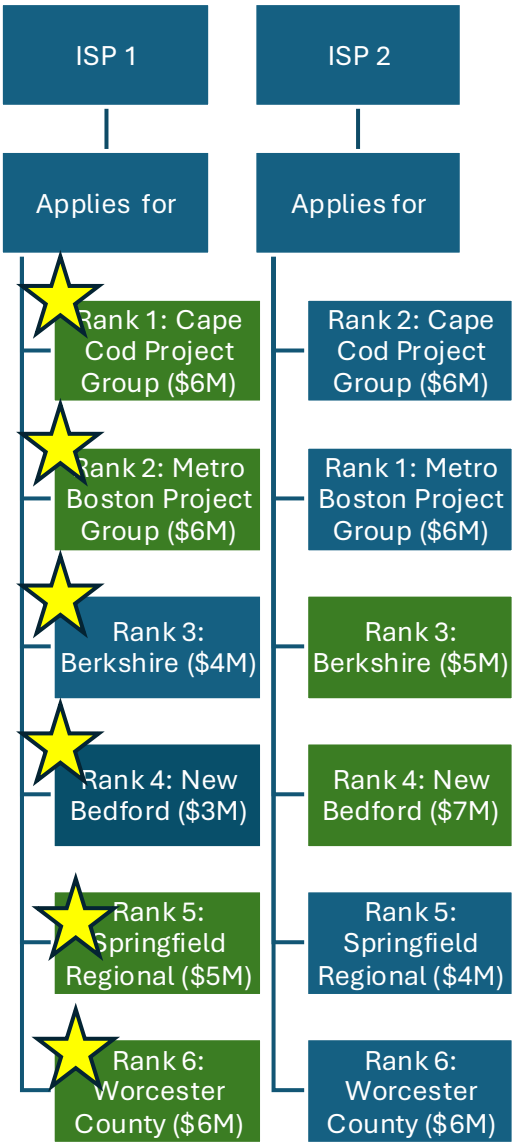 ISP 1
Applies for
Rank 1: Cape
Cod Project
Group ($6M)
Rank 2: Metro
Boston Project
Group ($6M)
Rank 3:
Berkshire ($4M)
Rank 4: New
Bedford ($3M)
Rank 5:
Springfield
Regional ($5M)
Rank 6:
Worcester
County ($6M)
ISP 2
Applies for
Rank 2: Cape
Cod Project
Group ($6M)
Rank 1: Metro
Boston Project
Group ($6M)
Rank 3:
Berkshire ($5M)
Rank 4: New
Bedford ($7M)
Rank 5:
Springfield
Regional ($4M)
Rank 6:
Worcester
County ($6M)